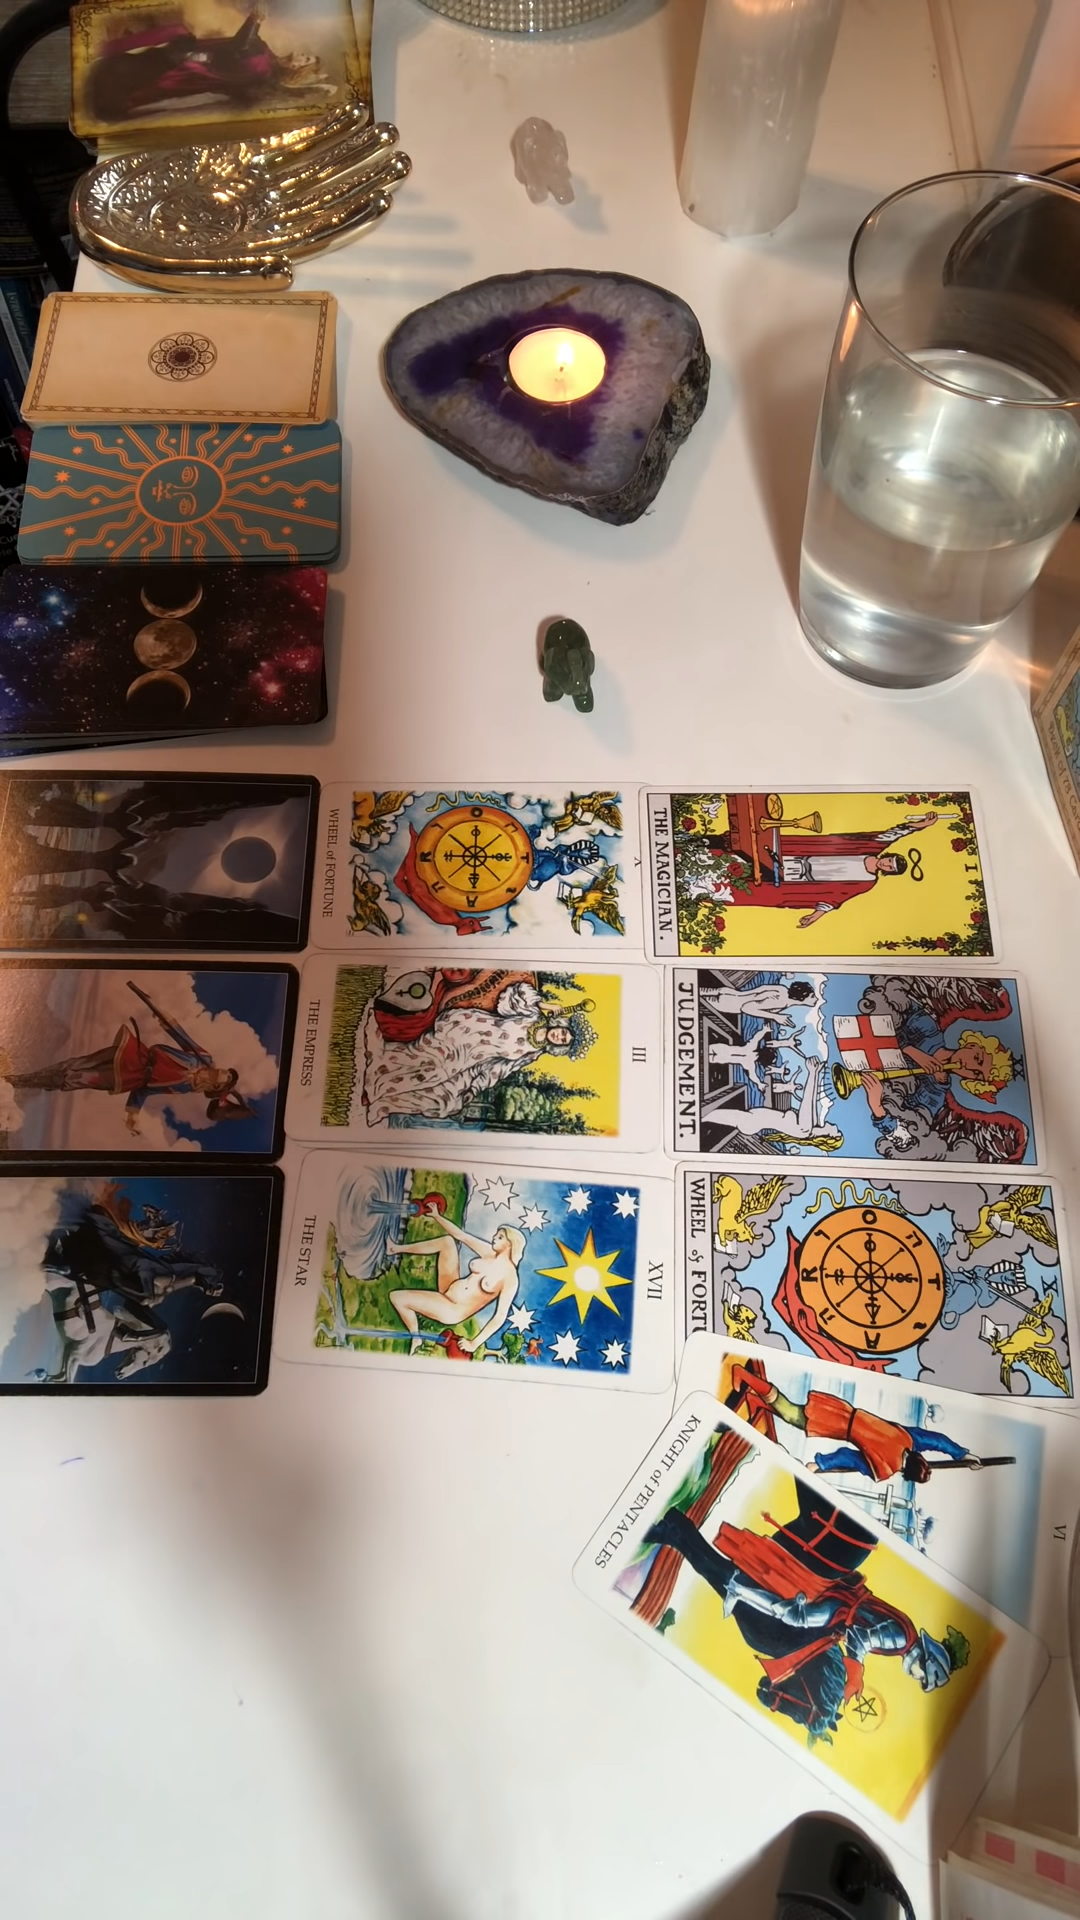 WHEEL of FORTUNE
X
THE MAGICIAN.
I
THE EMPRESS
III
JUDGEMENT.
XX
THE STAR
XVII
WHEEL of FORT
X
VI
KNIGHT of PENTACLES